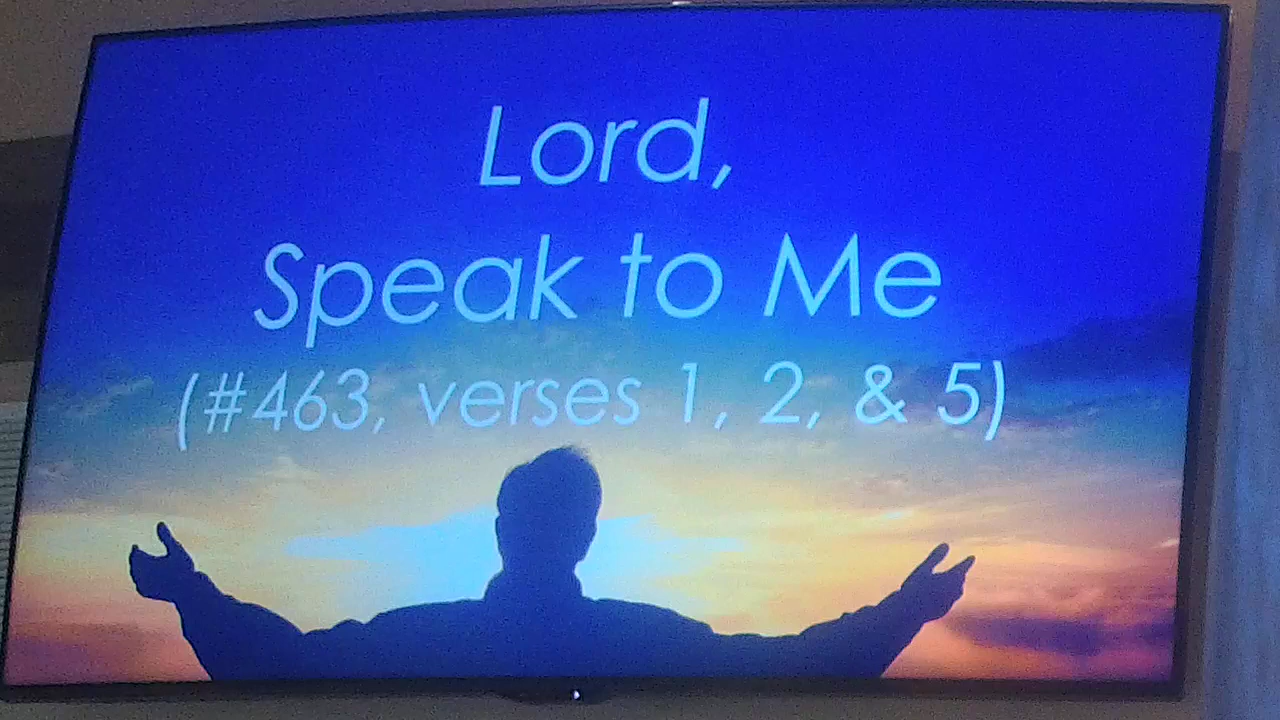 Lord,
Speak to Me
(#463, verses 1, 2, & 5)